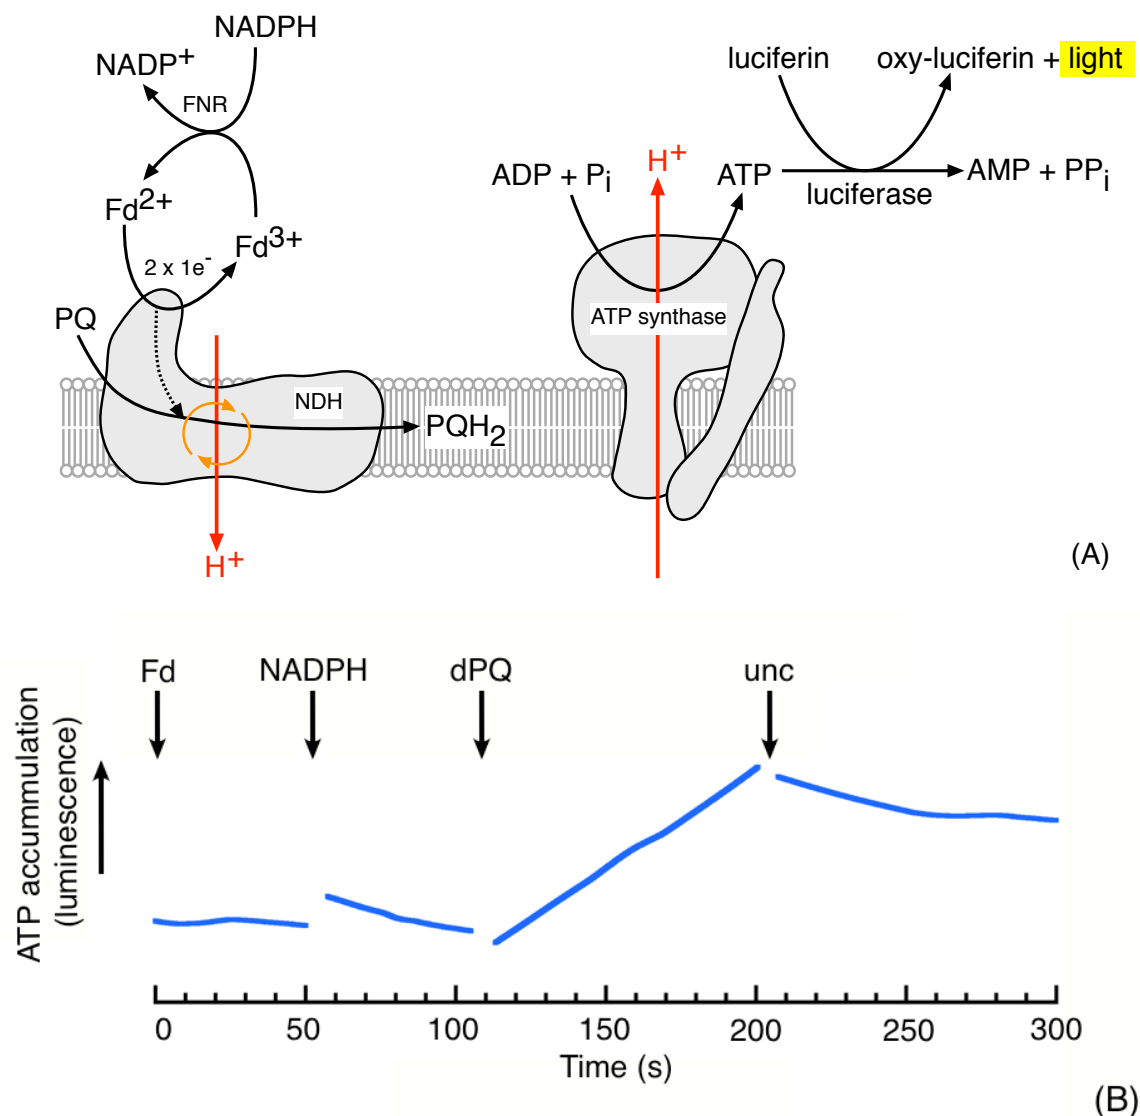 NADPH
NADP+
FNR
luciferin
oxy-luciferin + light
H+
ADP + Pi
ATP
AMP + PPi
luciferase
Fd2+
Fd3+
2 x 1e-
PQ
ATP synthase
NDH
PQH2
H+
(A)
Fd
NADPH
dPQ
unc
ATP accummulation
(luminescence)
0
50
100
150
200
250
300
Time (s)
(B)